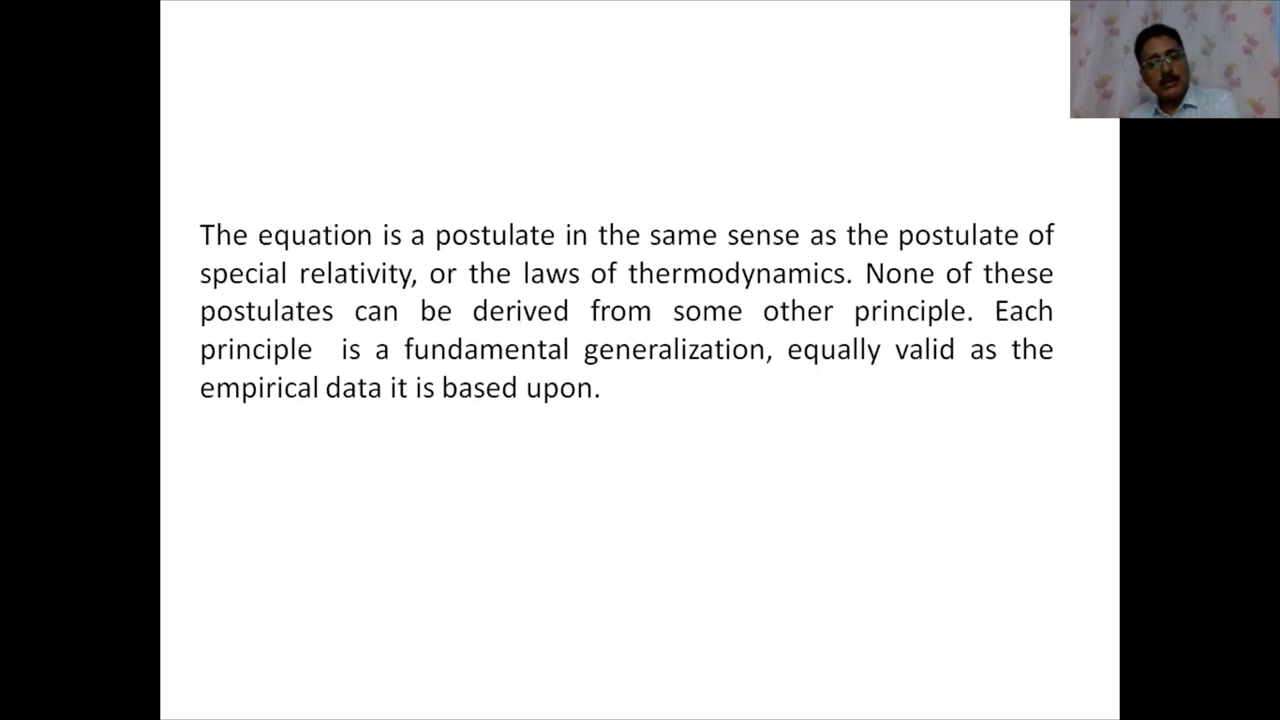 The equation is a postulate in the same sense as the postulate of
special relativity, or the laws of thermodynamics. None of these
postulates can be derived from some other principle. Each
principle is a fundamental generalization, equally valid as the
empirical data it is based upon.